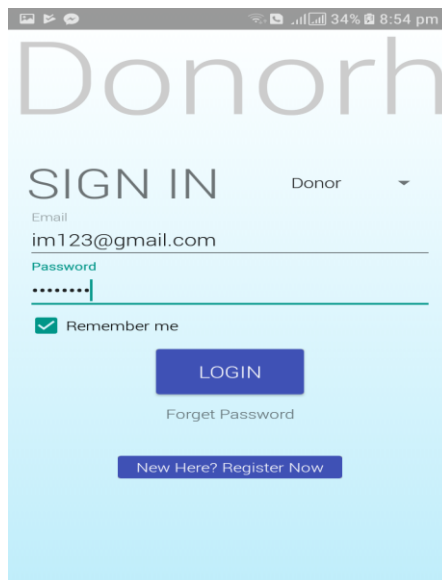 34% 8:54 pm
Donorh
SIGN IN Donor
Email
im123@gmail.com
Password
••••••••
Remember me
LOGIN
Forget Password
New Here? Register Now